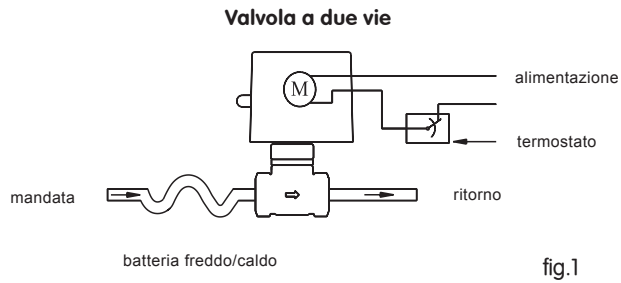 Valvola a due vie
M
alimentazione
termostato
mandata
ritorno
batteria freddo/caldo
fig.1